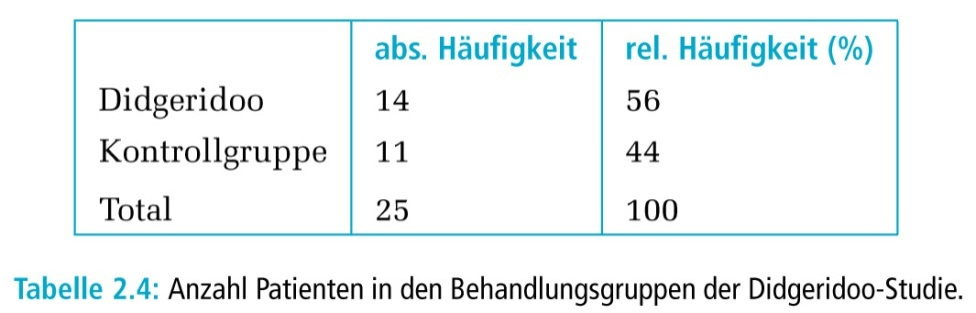 abs. Häufigkeit rel. Häufigkeit (%)
Didgeridoo 14 56
Kontrollgruppe 11 44
Total 25 100
Tabelle 2.4: Anzahl Patienten in den Behandlungsgruppen der Didgeridoo-Studie.